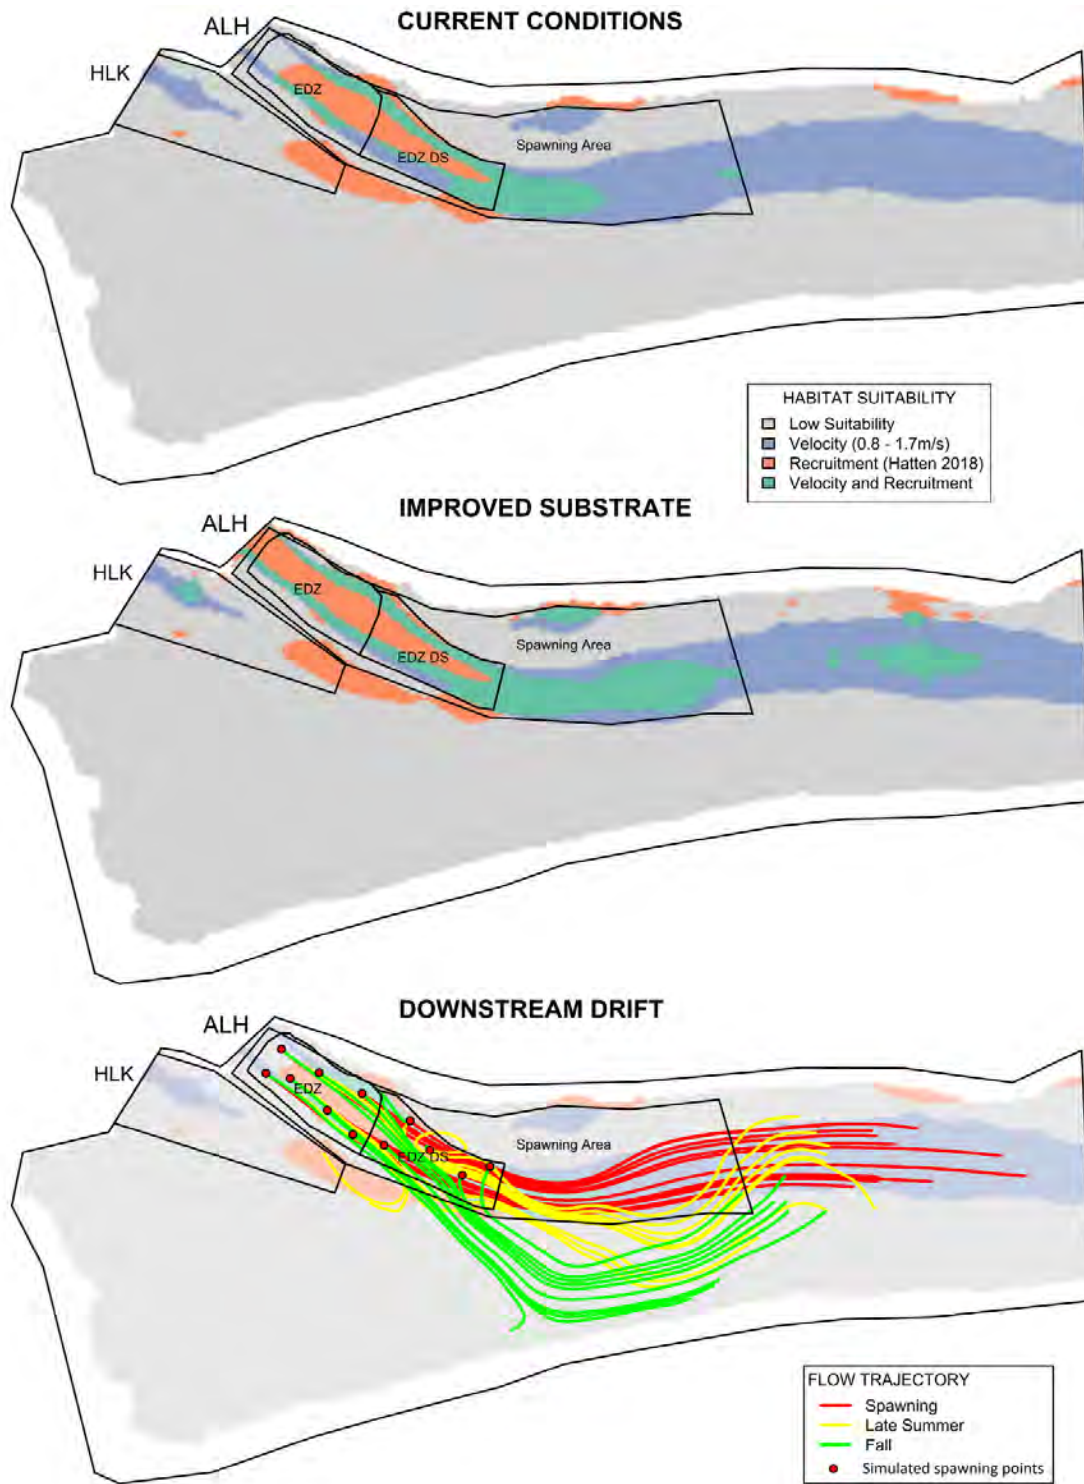 CURRENT CONDITIONS
ALH
HLK
EDZ
EDZ DS
Spawning Area
HABITAT SUITABILITY
Low Suitability
Velocity (0.8 - 1.7m/s)
Recruitment (Hatten 2018)
Velocity and Recruitment
IMPROVED SUBSTRATE
ALH
HLK
EDZ
EDZ DS
Spawning Area
DOWNSTREAM DRIFT
ALH
HLK
EDZ
EDZ DS
Spawning Area
FLOW TRAJECTORY
Spawning
Late Summer
Fall
Simulated spawning points